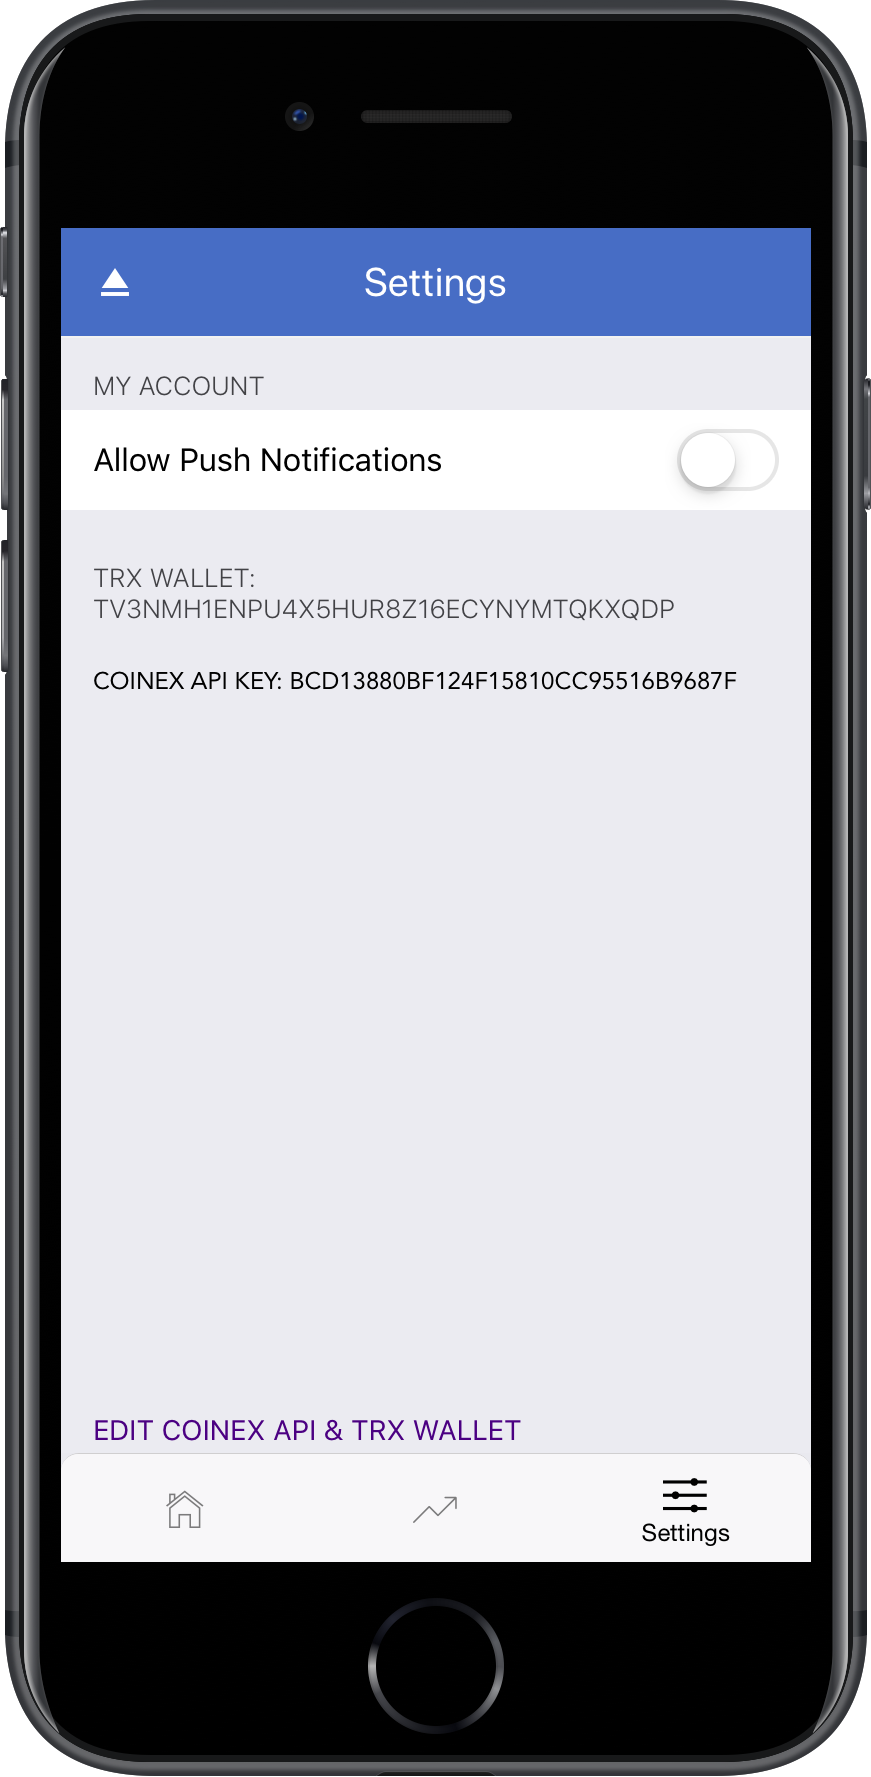 Settings
MY ACCOUNT
Allow Push Notifications
TRX WALLET:
TV3NMH1ENPU4X5HUR8Z16ECYNYMTQKXQDP
COINEX API KEY: BCD13880BF124F15810CC95516B9687F
EDIT COINEX API & TRX WALLET
Settings